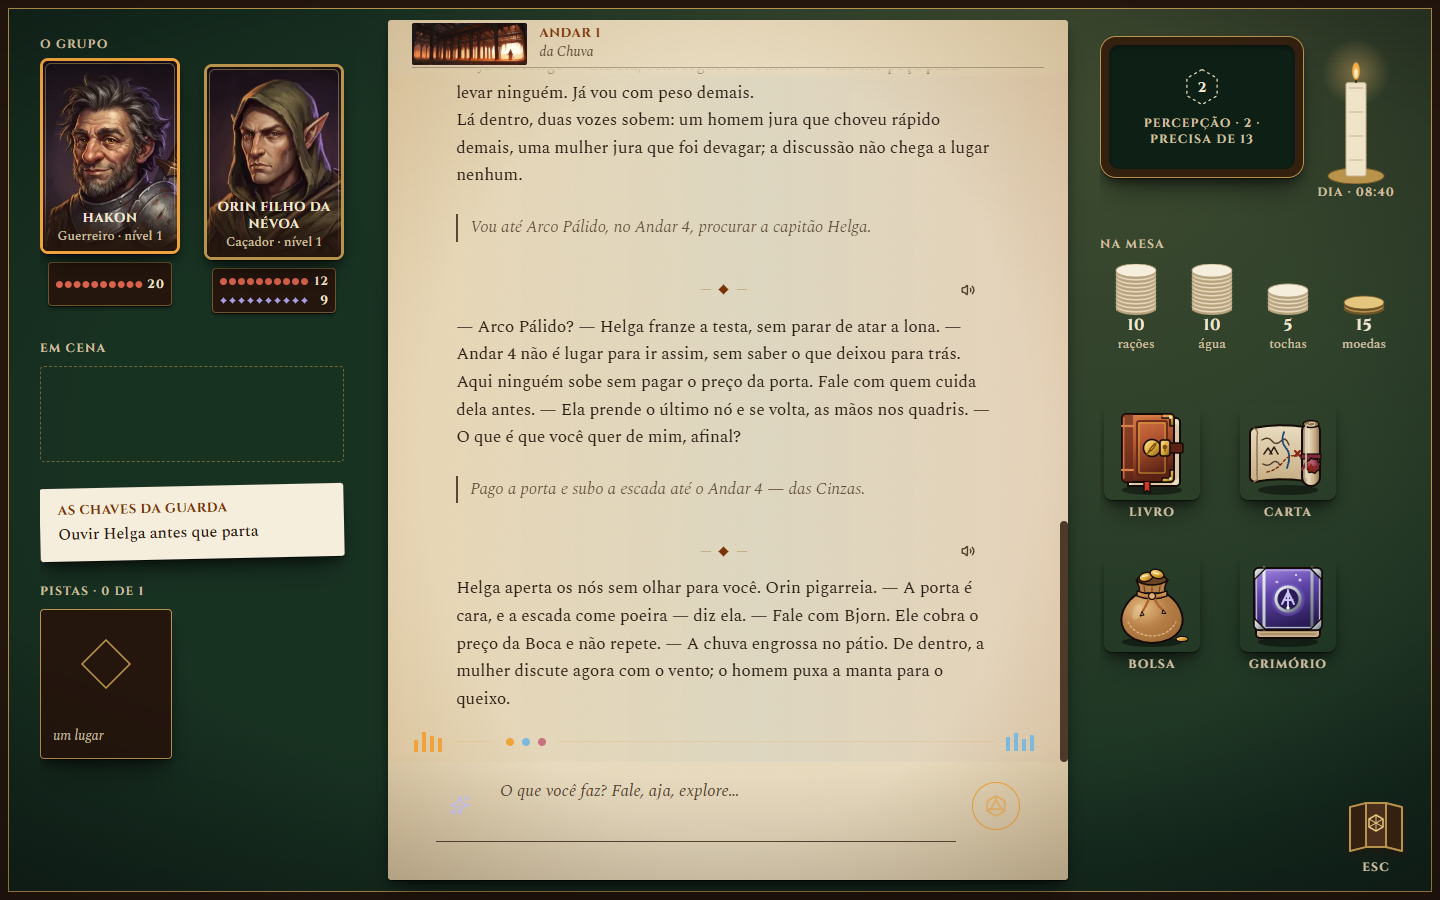 O GRUPO
HAKON
Guerreiro · nível 1
20
ORIN FILHO DA
NÉVOA
Caçador · nível 1
12
9
EM CENA
AS CHAVES DA GUARDA
Ouvir Helga antes que parta
PISTAS · 0 DE 1
um lugar
ANDAR 1
da Chuva
levar ninguém. Já vou com peso demais.
Lá dentro, duas vozes sobem: um homem jura que choveu rápido
demais, uma mulher jura que foi devagar; a discussão não chega a lugar
nenhum.
Vou até Arco Pálido, no Andar 4, procurar a capitão Helga.
— Arco Pálido? — Helga franze a testa, sem parar de atar a lona. —
Andar 4 não é lugar para ir assim, sem saber o que deixou para trás.
Aqui ninguém sobe sem pagar o preço da porta. Fale com quem cuida
dela antes. — Ela prende o último nó e se volta, as mãos nos quadris. —
O que é que você quer de mim, afinal?
Pago a porta e subo a escada até o Andar 4 — das Cinzas.
Helga aperta os nós sem olhar para você. Orin pigarreia. — A porta é
cara, e a escada come poeira — diz ela. — Fale com Bjorn. Ele cobra o
preço da Boca e não repete. — A chuva engrossa no pátio. De dentro, a
mulher discute agora com o vento; o homem puxa a manta para o
queixo.
O que você faz? Fale, aja, explore...
2
PERCEPÇÃO · 2 ·
PRECISA DE 13
DIA · 08:40
NA MESA
10
rações
10
água
5
tochas
15
moedas
LIVRO
CARTA
BOLSA
GRIMÓRIO
ESC